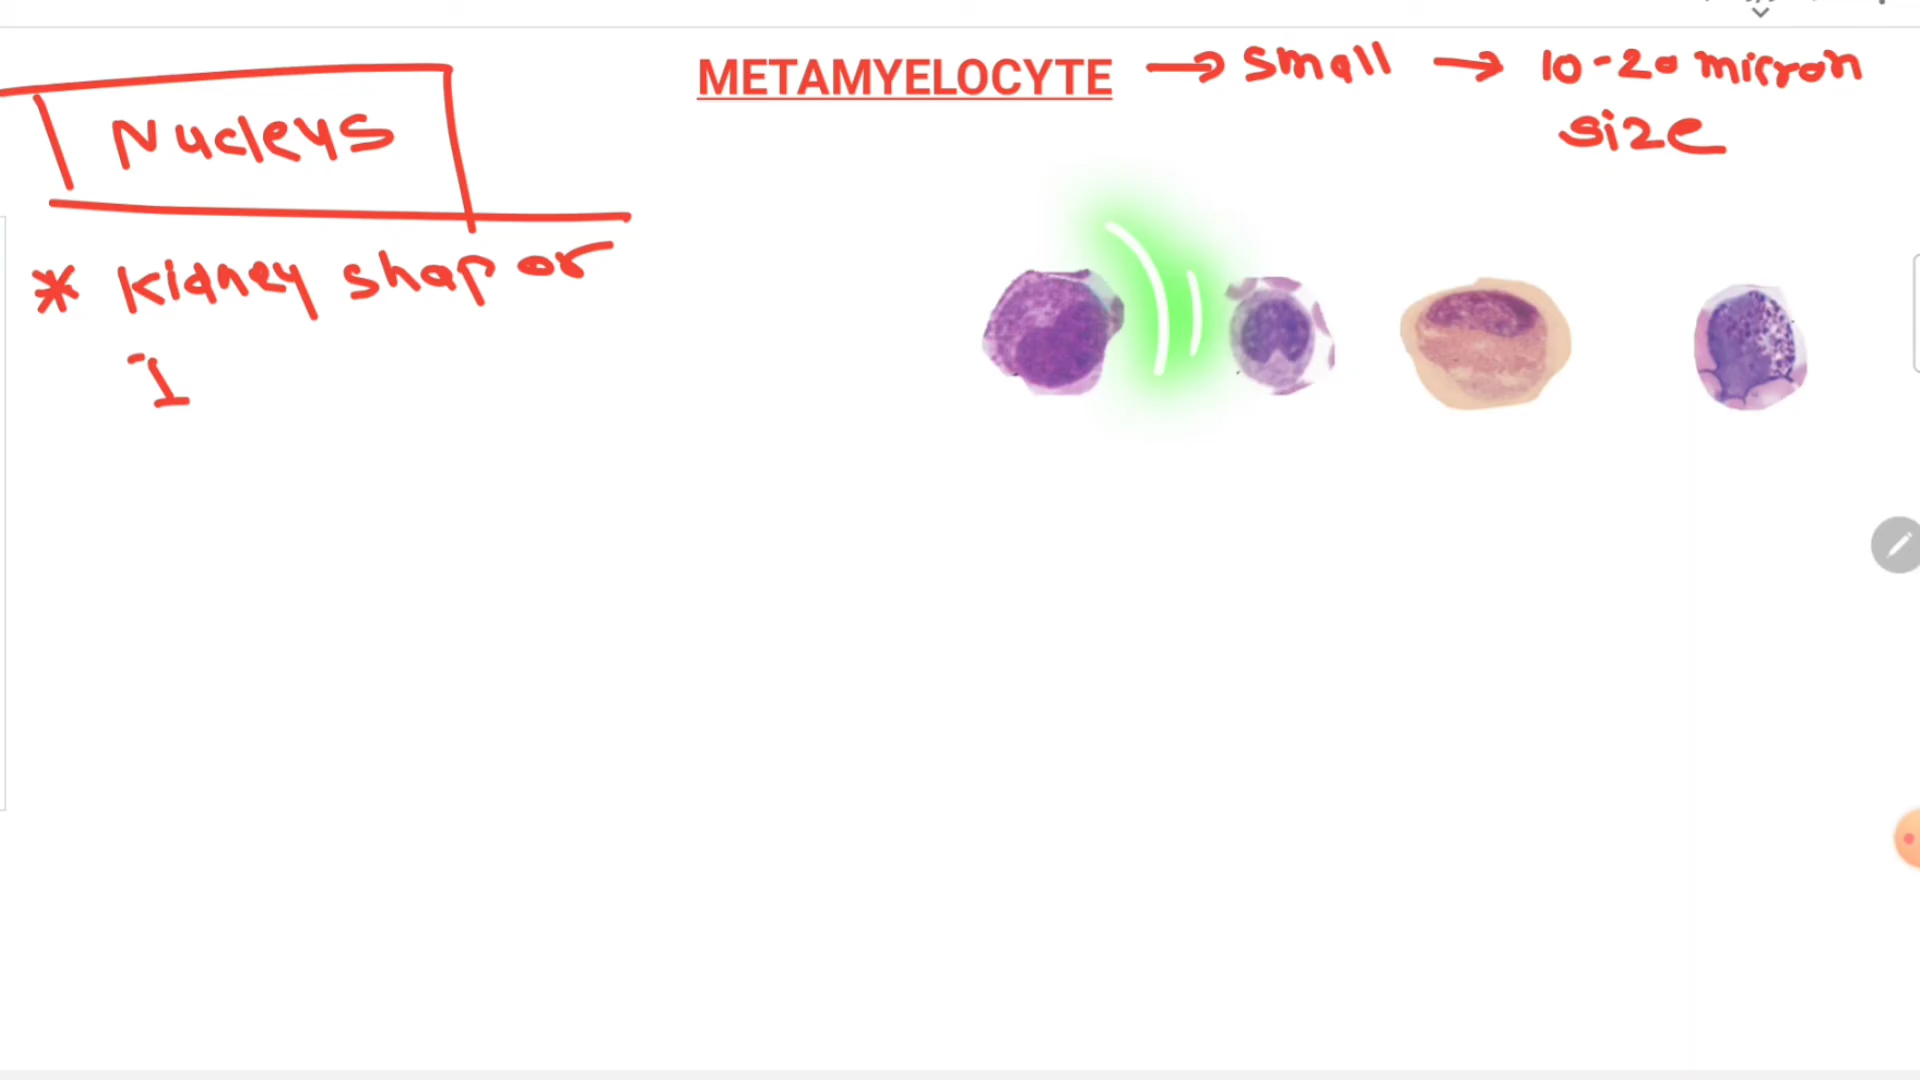 METAMYELOCYTE → small → 10-20 micron
size
Nucleus
* Kidney shap or
I